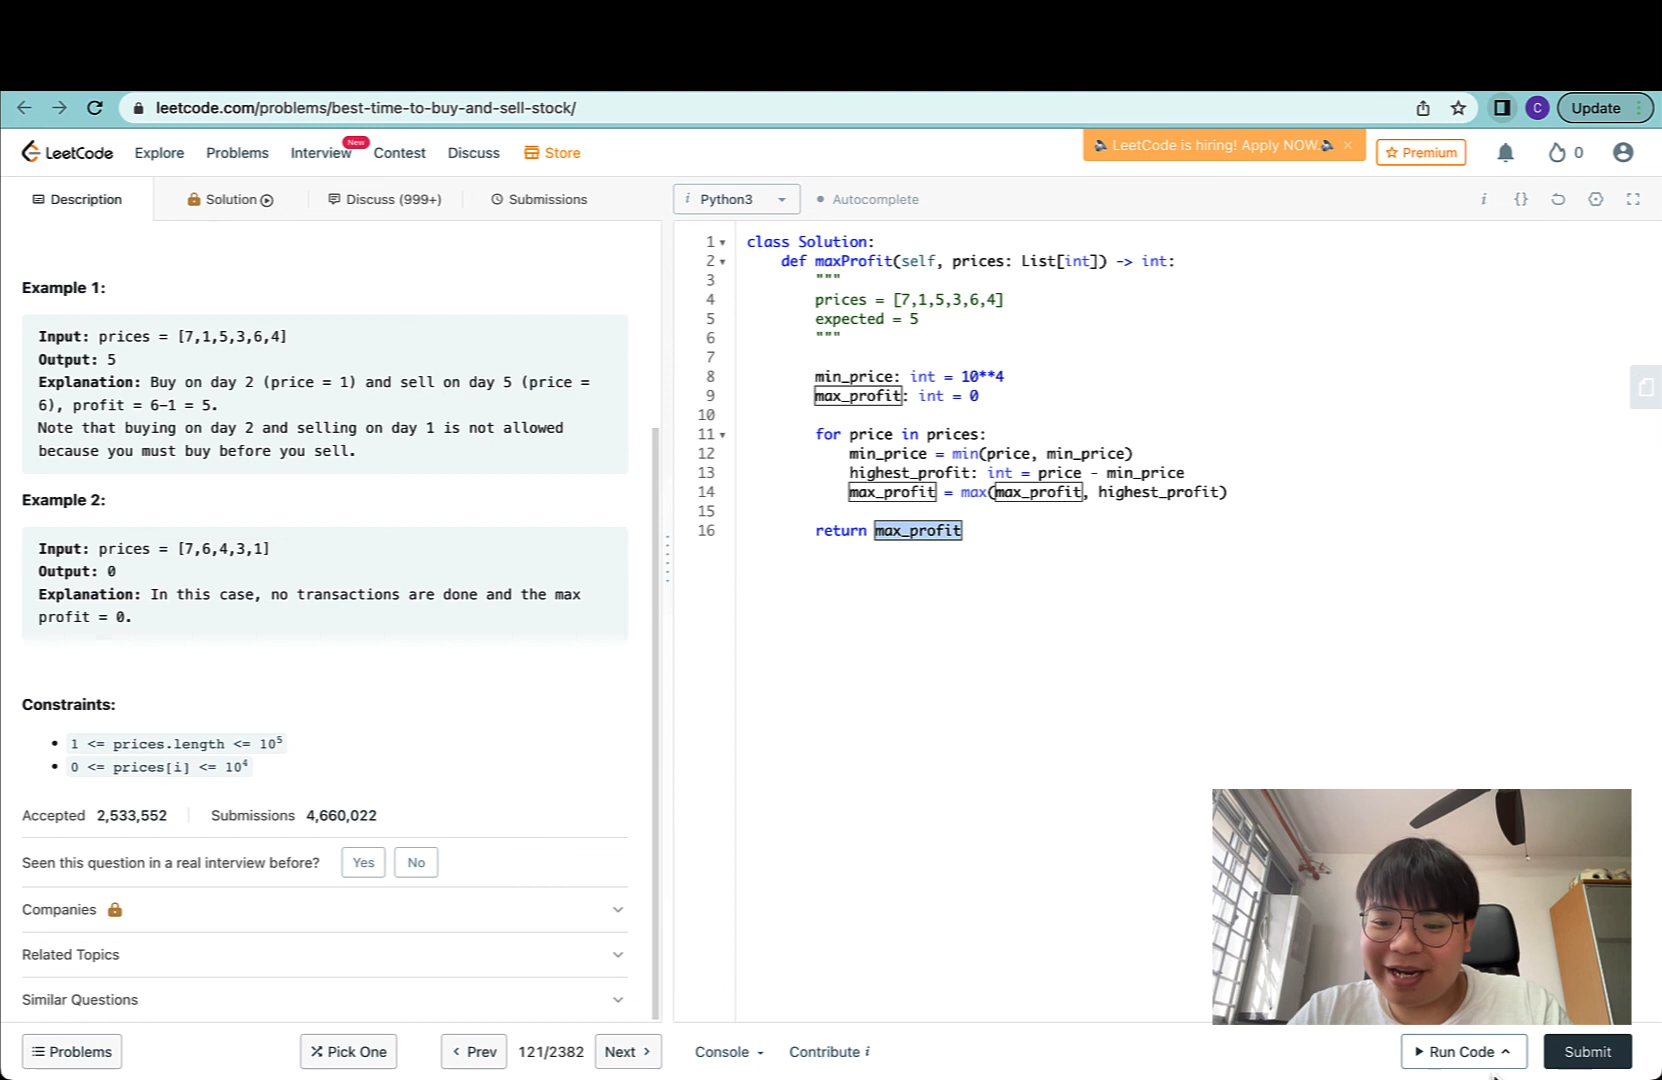 leetcode.com/problems/best-time-to-buy-and-sell-stock/
C
Update
LeetCode
Explore
Problems
Interview
New
Contest
Discuss
Store
LeetCode is hiring! Apply NOW.
×
Premium
0
Description
Solution
Discuss (999+)
Submissions
i Python3
Autocomplete
i
{}
Example 1:
Input: prices = [7,1,5,3,6,4]
Output: 5
Explanation: Buy on day 2 (price = 1) and sell on day 5 (price =
6), profit = 6-1 = 5.
Note that buying on day 2 and selling on day 1 is not allowed
because you must buy before you sell.
Example 2:
Input: prices = [7,6,4,3,1]
Output: 0
Explanation: In this case, no transactions are done and the max
profit = 0.
Constraints:
• 1 <= prices.length <= 10⁵
• 0 <= prices[i] <= 10⁴
Accepted 2,533,552
Submissions 4,660,022
Seen this question in a real interview before?
Yes
No
Companies
Related Topics
Similar Questions
Problems
Pick One
Prev
121/2382
Next
1 class Solution:
2 def maxProfit(self, prices: List[int]) -> int:
3 """
4 prices = [7,1,5,3,6,4]
5 expected = 5
6 """
7
8 min_price: int = 10**4
9 max_profit: int = 0
10
11 for price in prices:
12 min_price = min(price, min_price)
13 highest_profit: int = price - min_price
14 max_profit = max(max_profit, highest_profit)
15
16 return max_profit
Console
Contribute i
Run Code
Submit